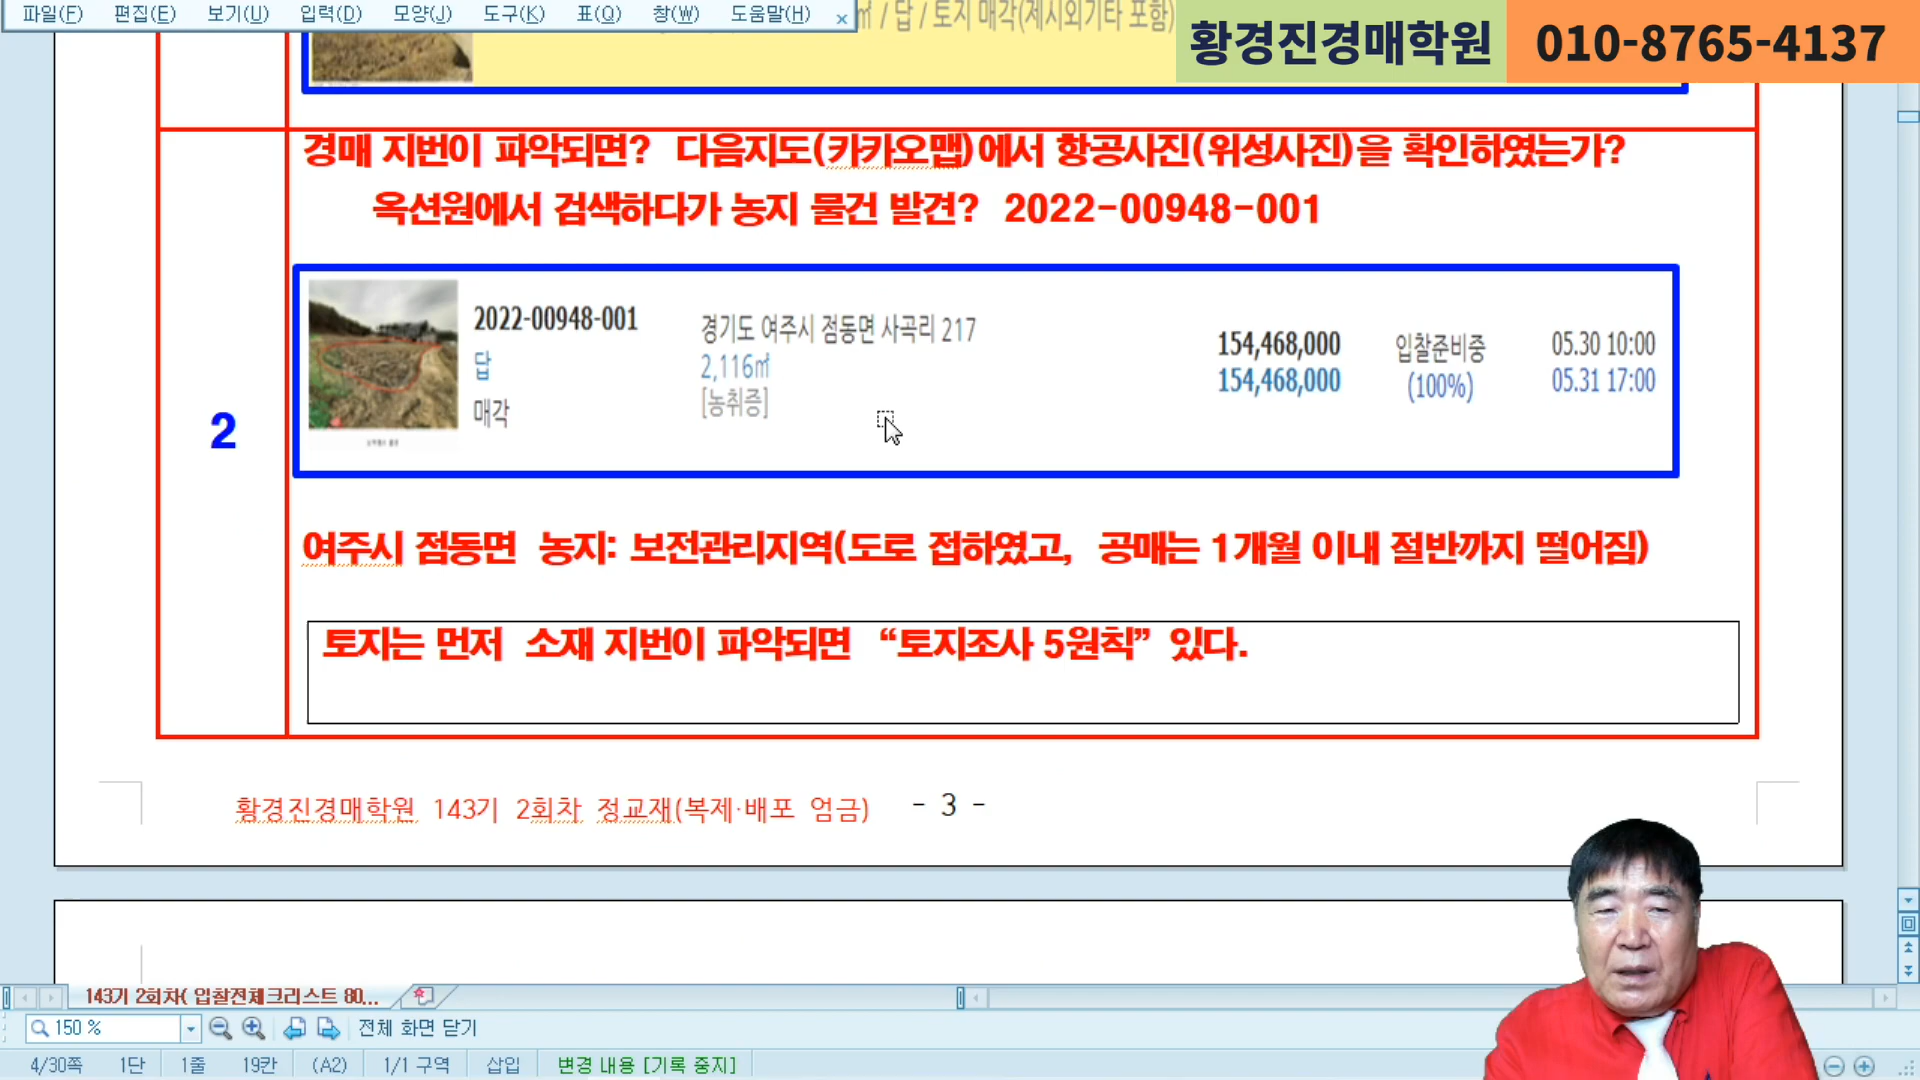 파일(F) 편집(E) 보기(U) 입력(D) 모양(J) 도구(K) 표(Q) 창(W) 도움말(H) ×
㎡ / 답 / 토지 매각(제시외기타 포함)
황경진경매학원 010-8765-4137
경매 지번이 파악되면? 다음지도(카카오맵)에서 항공사진(위성사진)을 확인하였는가?
옥션원에서 검색하다가 농지 물건 발견? 2022-00948-001
2
2022-00948-001
답
매각
경기도 여주시 점동면 사곡리 217
2,116㎡
[농취증]
154,468,000
154,468,000
입찰준비중
(100%)
05.30 10:00
05.31 17:00
여주시 점동면 농지: 보전관리지역(도로 접하였고, 공매는 1개월 이내 절반까지 떨어짐)
토지는 먼저 소재 지번이 파악되면 “토지조사 5원칙” 있다.
황경진경매학원 143기 2회차 정교재(복제·배포 엄금) - 3 -
143기 2회차( 입찰전체크리스트 80...
150 % 전체 화면 닫기
4/30쪽 1단 1줄 19칸 (A2) 1/1 구역 삽입 변경 내용 [기록 중지]